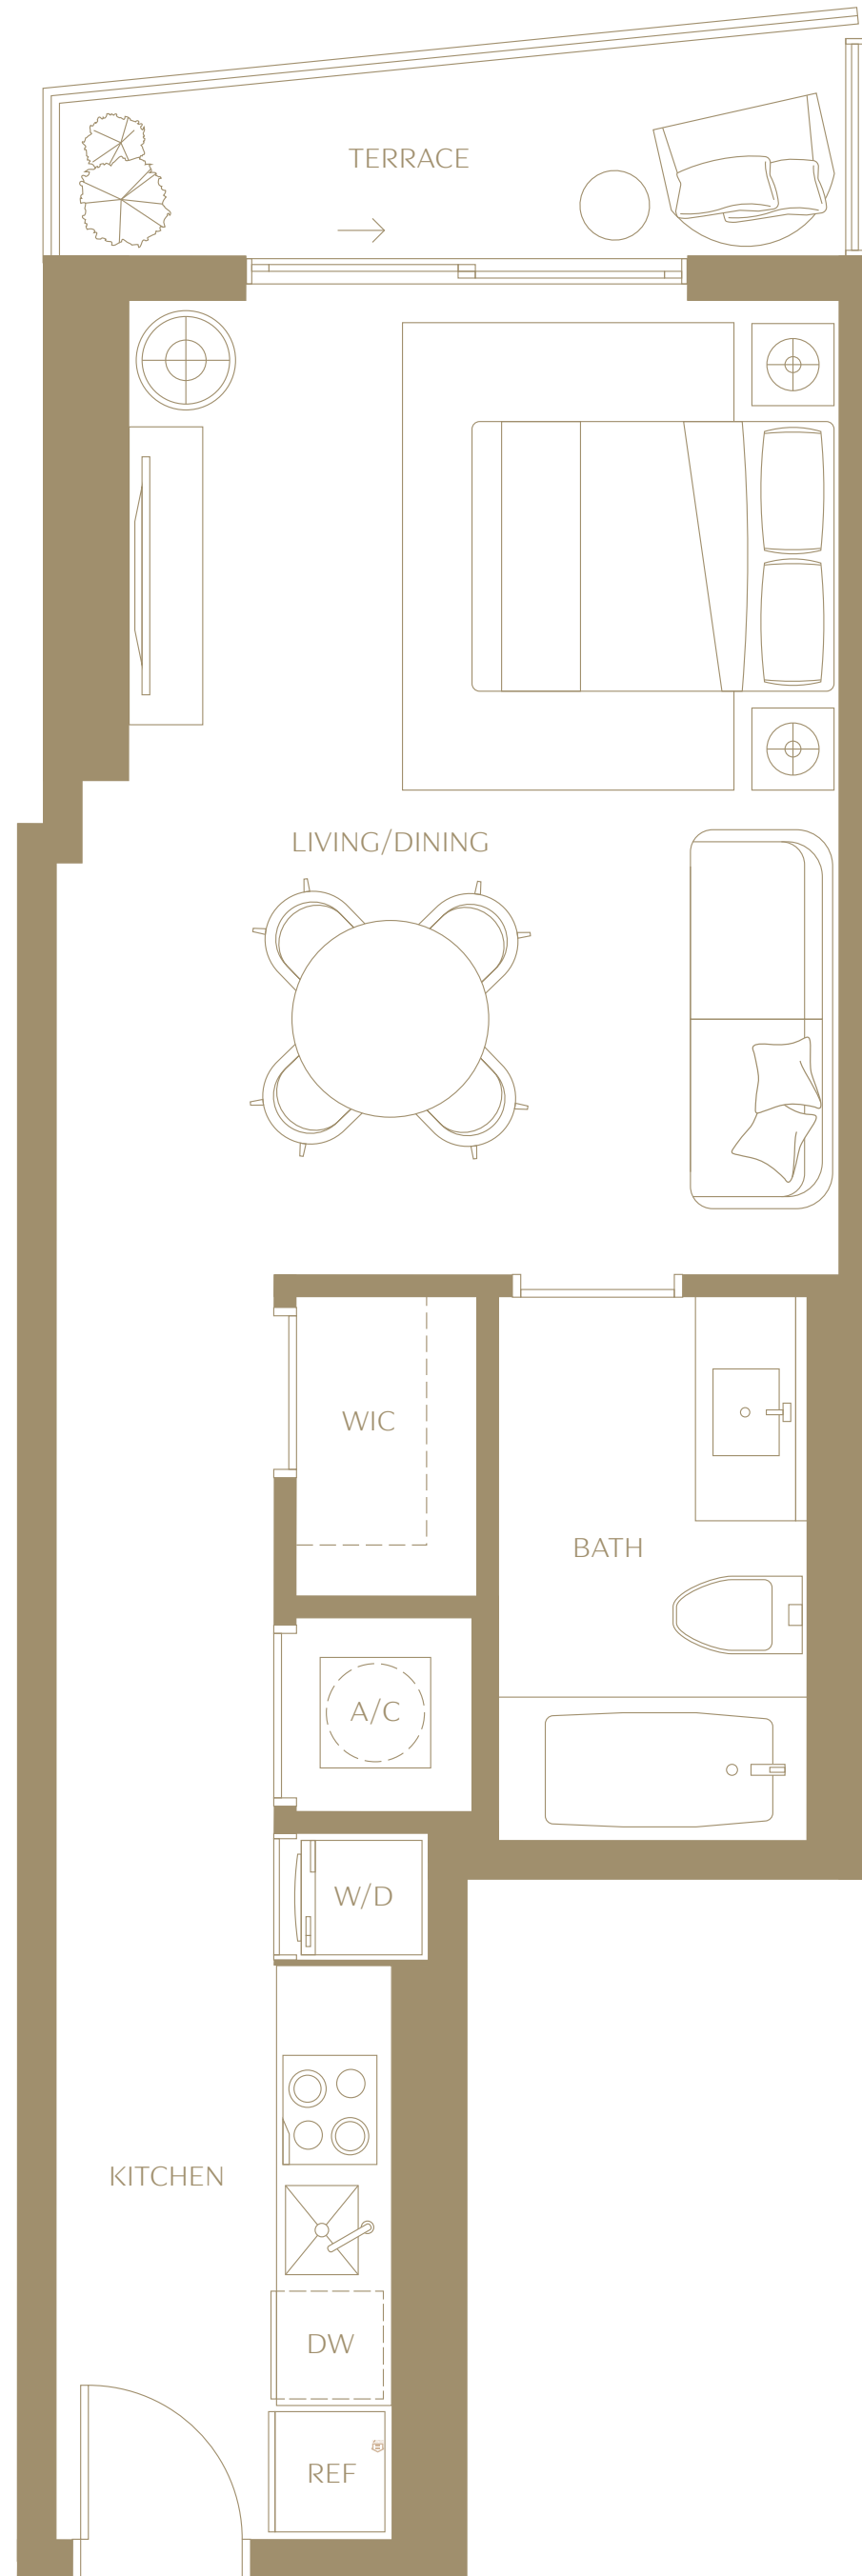 TERRACE
LIVING/DINING
WIC
BATH
A/C
W/D
KITCHEN
DW
REF